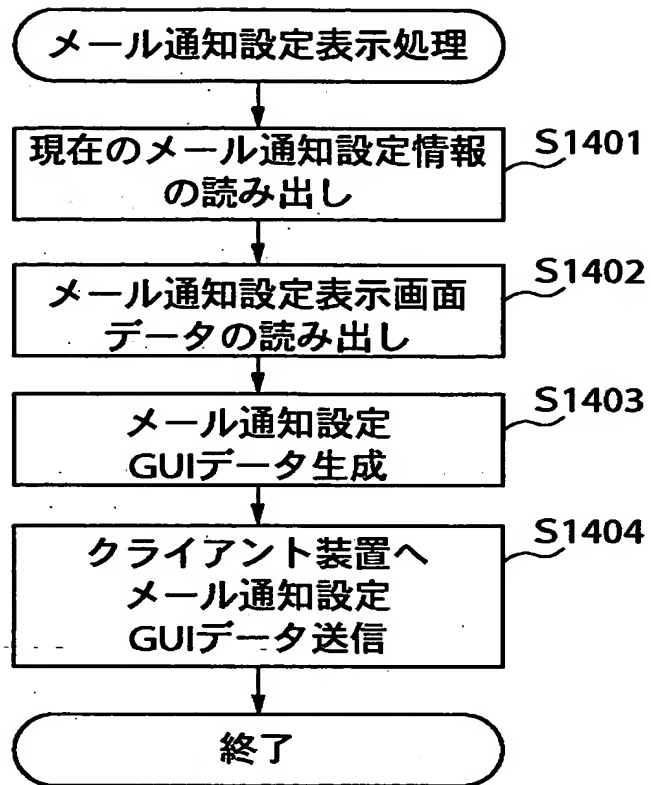 メール通知設定表示処理
現在のメール通知設定情報
の読み出し
S1401
メール通知設定表示画面
データの読み出し
S1402
メール通知設定
GUIデータ生成
S1403
クライアント装置へ
メール通知設定
GUIデータ送信
S1404
終了